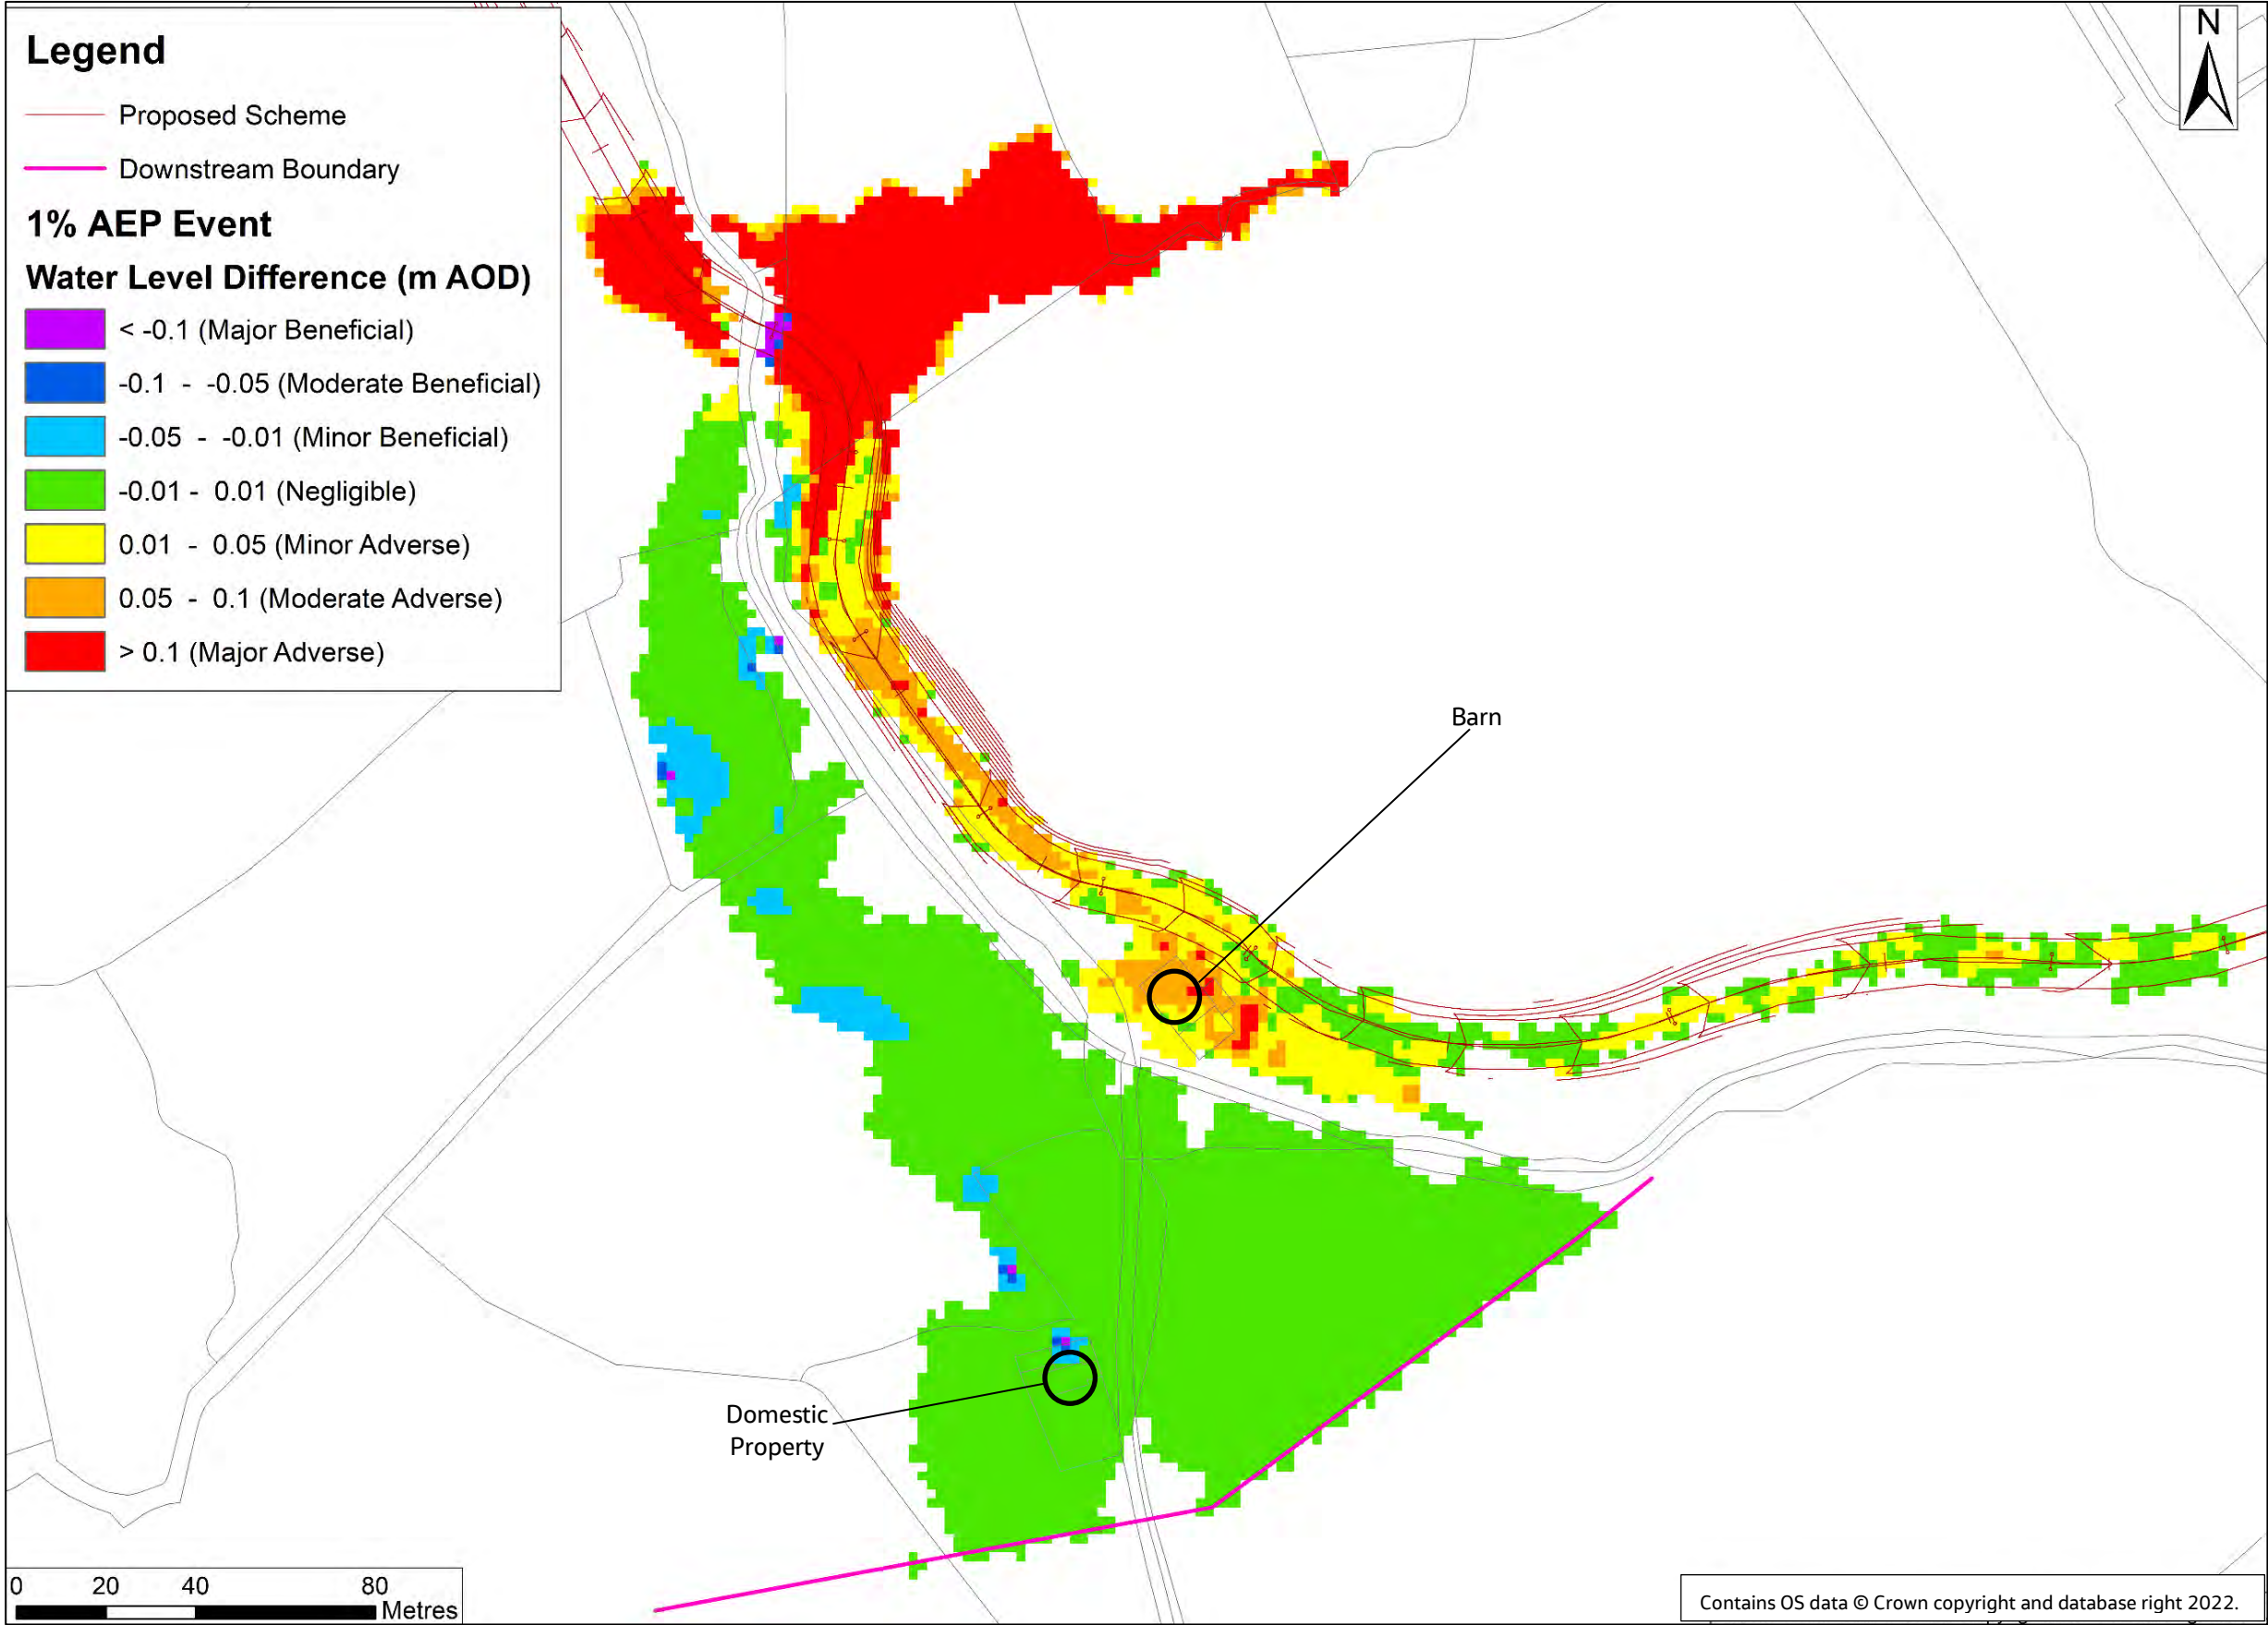 Legend
Proposed Scheme
Downstream Boundary
1% AEP Event
Water Level Difference (m AOD)
< -0.1 (Major Beneficial)
-0.1 - -0.05 (Moderate Beneficial)
-0.05 - -0.01 (Minor Beneficial)
-0.01 - 0.01 (Negligible)
0.01 - 0.05 (Minor Adverse)
0.05 - 0.1 (Moderate Adverse)
> 0.1 (Major Adverse)
N
Barn
Domestic
Property
0 20 40 80
Metres
Contains OS data © Crown copyright and database right 2022.